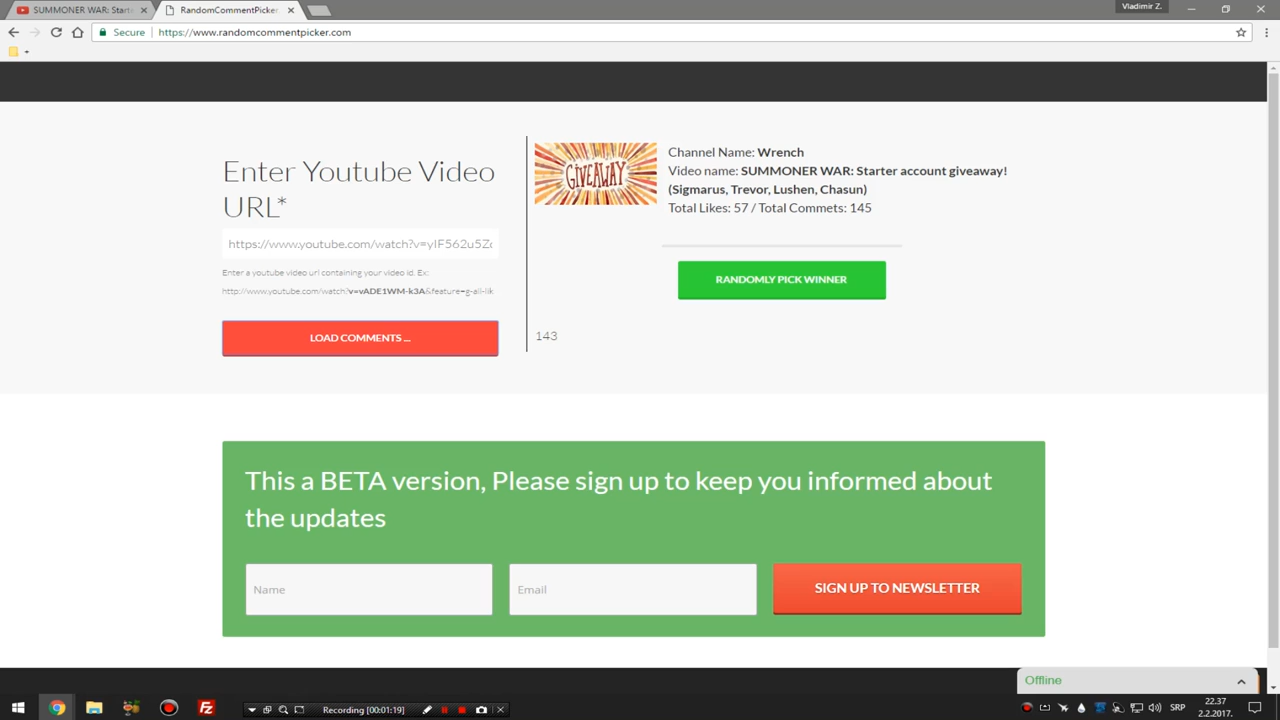 SUMMONER WAR: Starte
RandomCommentPicker
Vladimir Z.
Secure
https://www.randomcommentpicker.com
Enter Youtube Video
URL*
https://www.youtube.com/watch?v=yIF562u5Z
Enter a youtube video url containing your video id. Ex:
http://www.youtube.com/watch?v=vADE1WM-k3A&feature=g-all-lik
LOAD COMMENTS ...
GIVEAWAY
Channel Name: Wrench
Video name: SUMMONER WAR: Starter account giveaway!
(Sigmarus, Trevor, Lushen, Chasun)
Total Likes: 57 / Total Commets: 145
RANDOMLY PICK WINNER
143
This a BETA version, Please sign up to keep you informed about
the updates
Name
Email
SIGN UP TO NEWSLETTER
Offline
Recording [00:01:19]
SRP
22.37
2.2.2017.